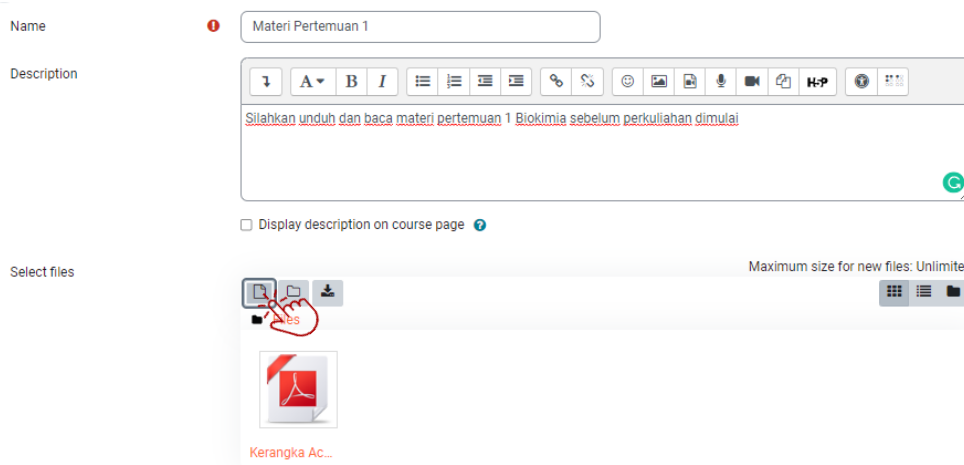 Name
Materi Pertemuan 1
Description
A B I H-P
Silahkan unduh dan baca materi pertemuan 1 Biokimia sebelum perkuliahan dimulai
Display description on course page
Select files
Maximum size for new files: Unlimite
Files
Kerangka Ac...